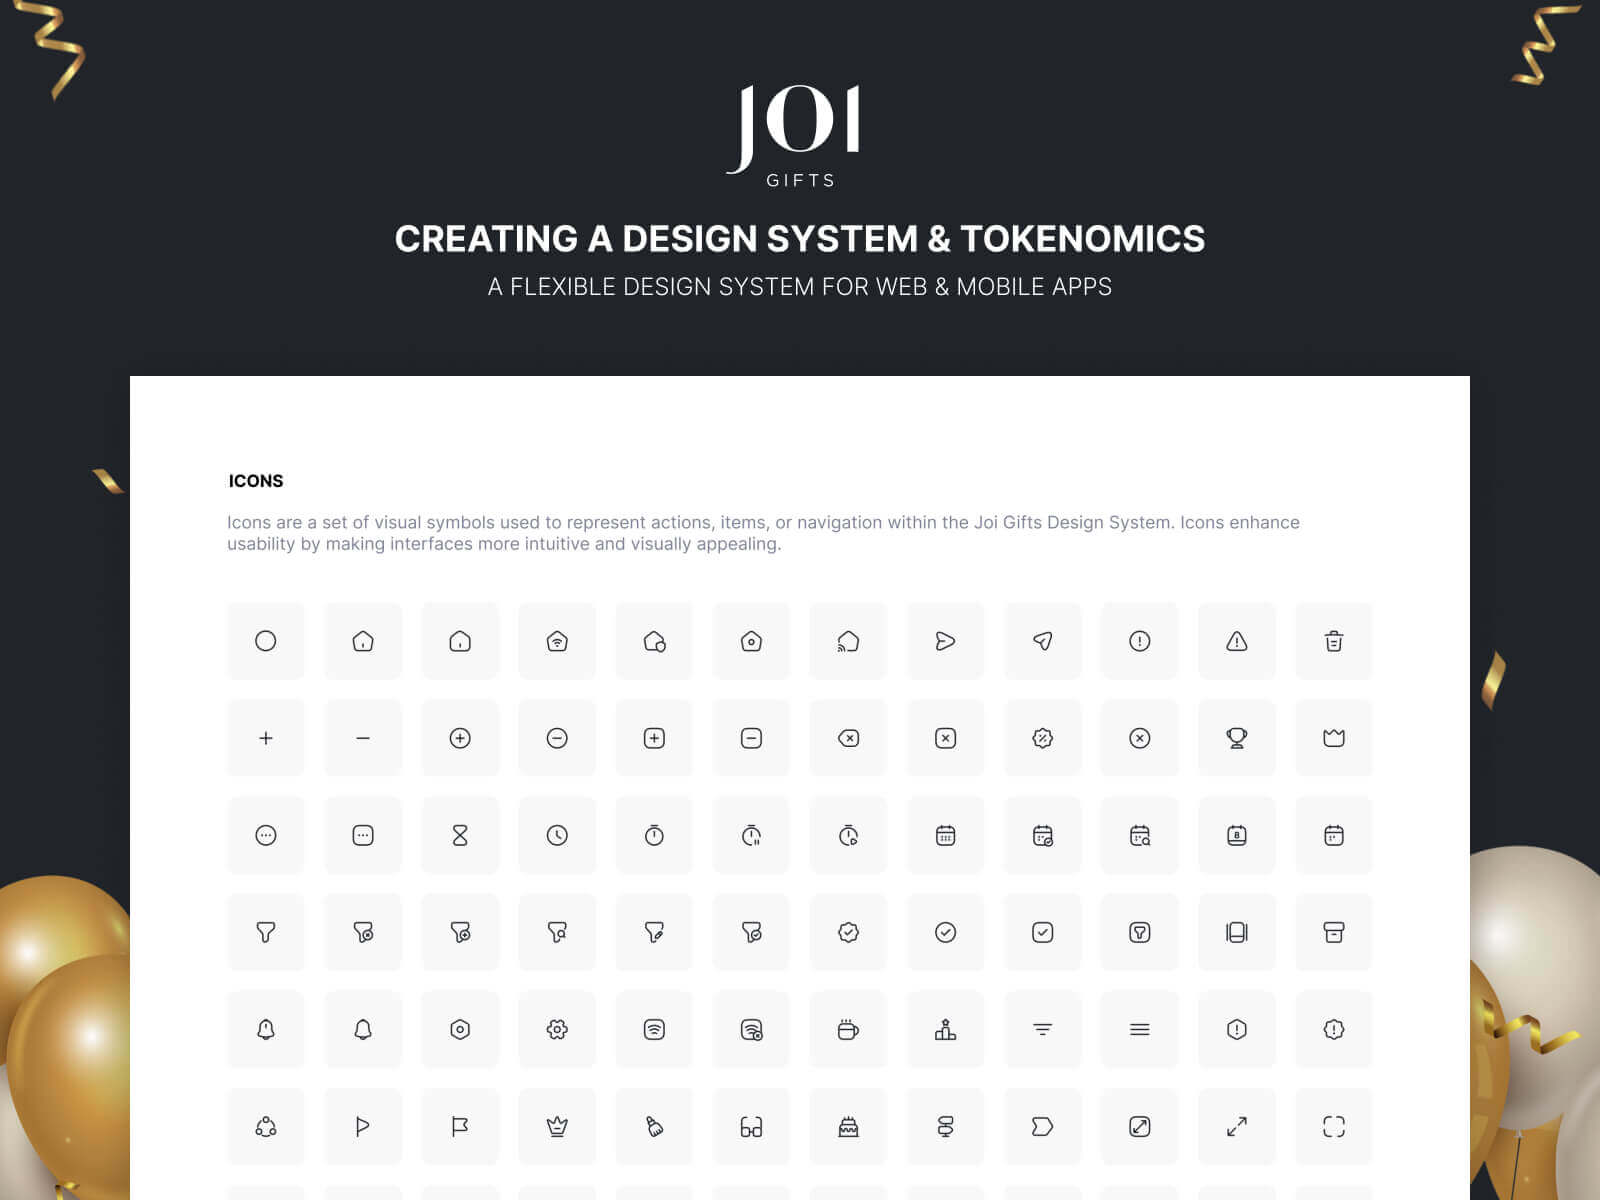 JOI
GIFTS
CREATING A DESIGN SYSTEM & TOKENOMICS
A FLEXIBLE DESIGN SYSTEM FOR WEB & MOBILE APPS
ICONS
Icons are a set of visual symbols used to represent actions, items, or navigation within the Joi Gifts Design System. Icons enhance
usability by making interfaces more intuitive and visually appealing.